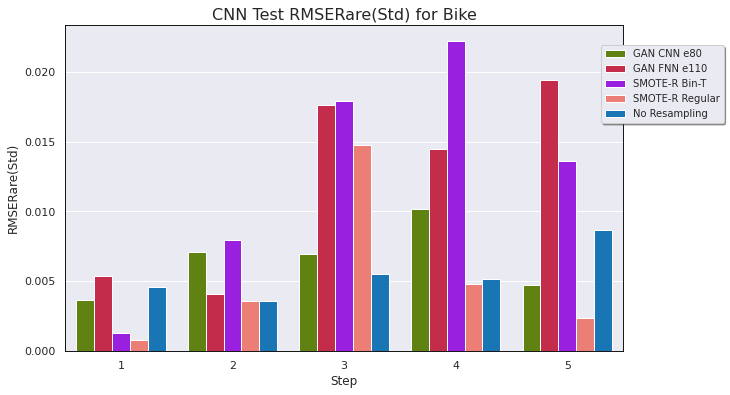 CNN Test RMSERare(Std) for Bike
RMSERare(Std)
0.020
0.015
0.010
0.005
0.000
1
2
3
4
5
Step
GAN CNN e80
GAN FNN e110
SMOTE-R Bin-T
SMOTE-R Regular
No Resampling